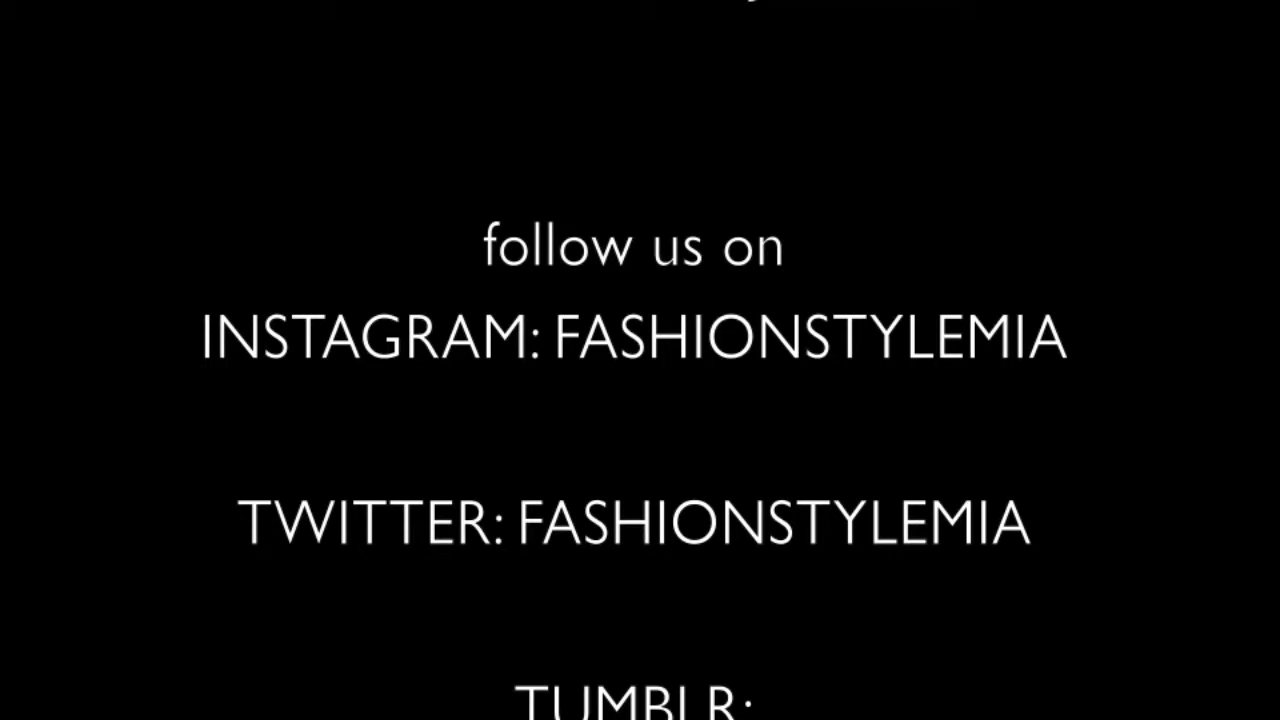 follow us on
INSTAGRAM: FASHIONSTYLEMIA
TWITTER: FASHIONSTYLEMIA
TUMBLR: